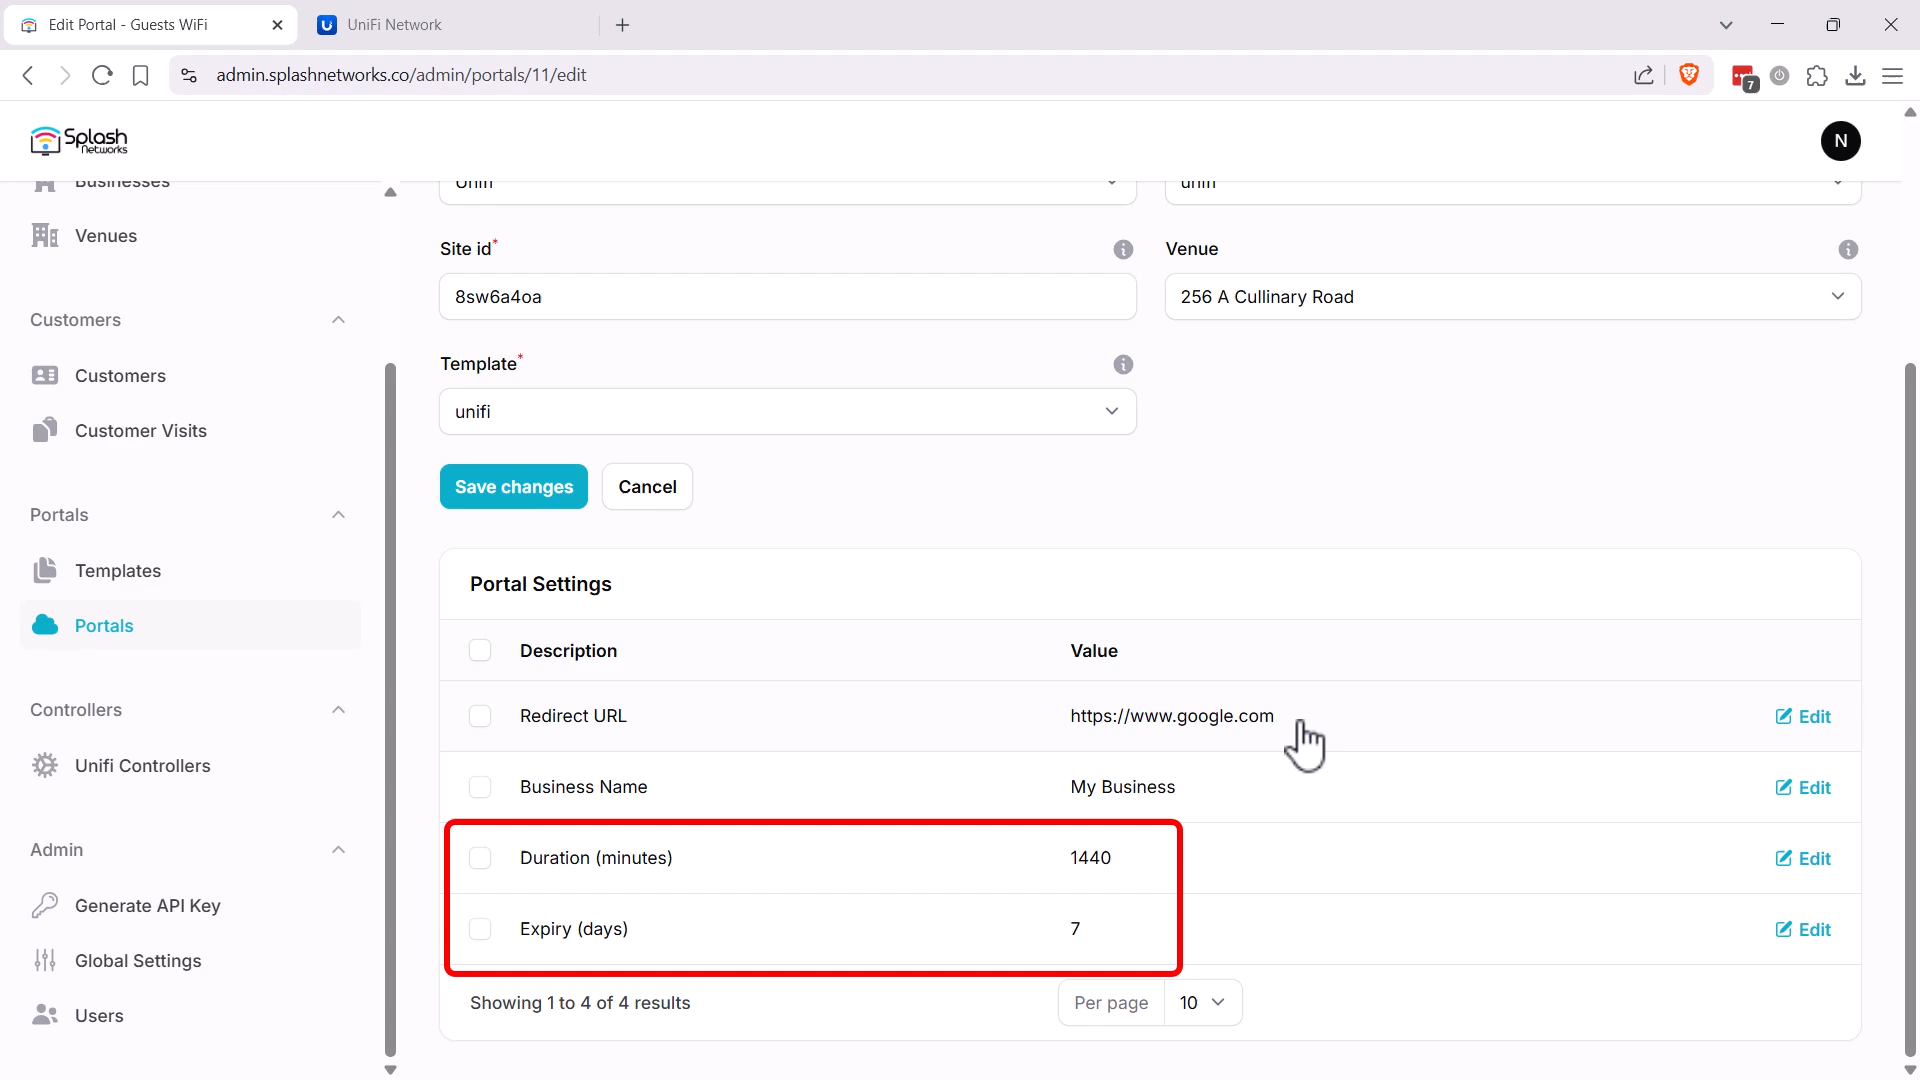 Edit Portal - Guests WiFi
UniFi Network
admin.splashnetworks.co/admin/portals/11/edit
7
Splash
Networks
N
Businesses
Unifi
unifi
Venues
Site id*
Venue
8sw6a4oa
256 A Cullinary Road
Customers
Template*
Customers
unifi
Customer Visits
Save changes
Cancel
Portals
Templates
Portal Settings
Portals
Description
Value
Controllers
Redirect URL
https://www.google.com
Edit
Unifi Controllers
Business Name
My Business
Edit
Admin
Duration (minutes)
1440
Edit
Generate API Key
Expiry (days)
7
Edit
Global Settings
Showing 1 to 4 of 4 results
Per page
10
Users